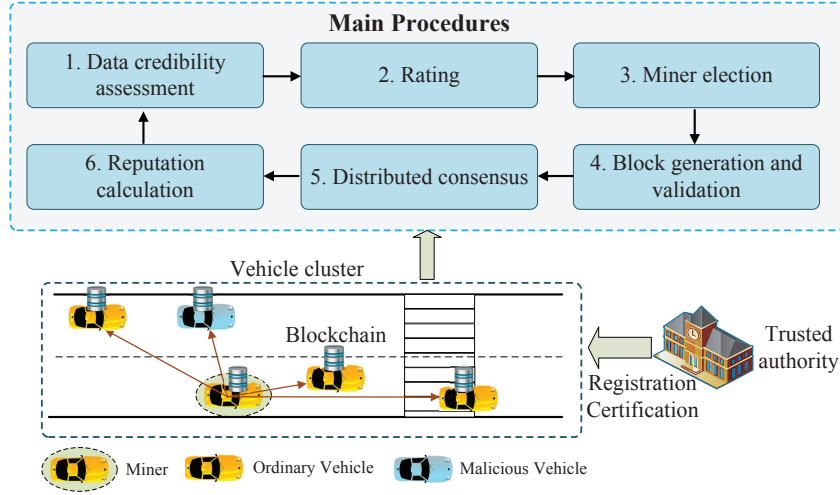 Main Procedures
1. Data credibility
assessment
2. Rating
3. Miner election
6. Reputation
calculation
5. Distributed consensus
4. Block generation and
validation
Vehicle cluster
Blockchain
Trusted
authority
Registration
Certification
Miner
Ordinary Vehicle
Malicious Vehicle